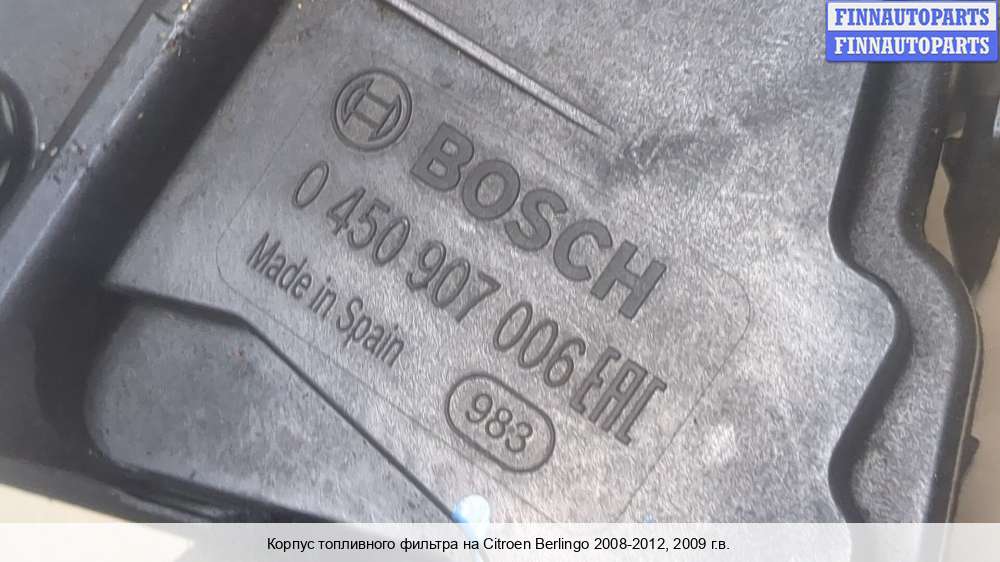 FINNAUTOPARTS
FINNAUTOPARTS
BOSCH
0 450 907 006 EAC
Made in Spain
983
Корпус топливного фильтра на Citroen Berlingo 2008-2012, 2009 г.в.